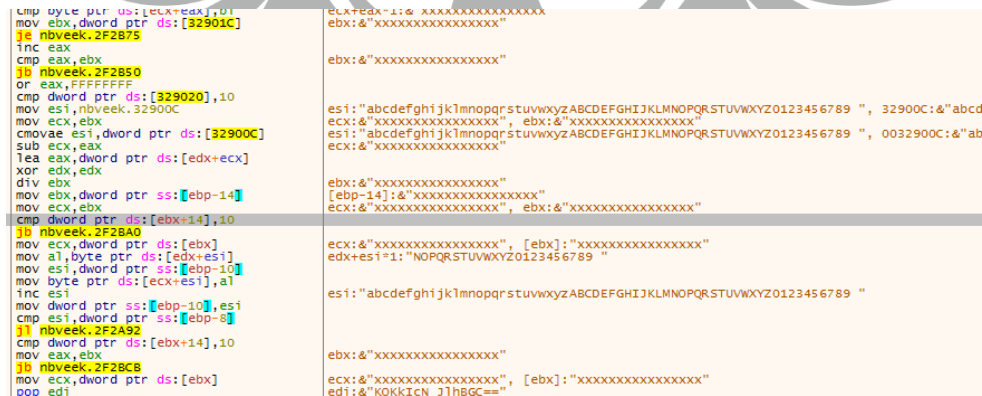 cmp byte ptr ds:[ecx+eax],bl ecx+eax*1:& xxxxxxxxxxxxxxxx
mov ebx,dword ptr ds:[32901C] ebx:&"xxxxxxxxxxxxxxxx"
je nbveek.2F2B75
inc eax
cmp eax,ebx ebx:&"xxxxxxxxxxxxxxxx"
jb nbveek.2F2B50
or eax,FFFFFFFF
cmp dword ptr ds:[329020],10
mov esi,nbveek.32900C esi:"abcdefghijklmnopqrstuvwxyzABCDEFGHIJKLMNOPQRSTUVWXYZ0123456789 ", 32900C:&"abcd
mov ecx,ebx ecx:&"xxxxxxxxxxxxxxxx", ebx:&"xxxxxxxxxxxxxxxx"
cmovae esi,dword ptr ds:[32900C] esi:"abcdefghijklmnopqrstuvwxyzABCDEFGHIJKLMNOPQRSTUVWXYZ0123456789 ", 0032900C:&"ab
sub ecx,eax ecx:&"xxxxxxxxxxxxxxxx"
lea eax,dword ptr ds:[edx+ecx]
xor edx,edx
div ebx ebx:&"xxxxxxxxxxxxxxxx"
mov ebx,dword ptr ss:[ebp-14] [ebp-14]:&"xxxxxxxxxxxxxxxx"
mov ecx,ebx ecx:&"xxxxxxxxxxxxxxxx", ebx:&"xxxxxxxxxxxxxxxx"
cmp dword ptr ds:[ebx+14],10
jb nbveek.2F2BA0
mov ecx,dword ptr ds:[ebx] ecx:&"xxxxxxxxxxxxxxxx", [ebx]:"xxxxxxxxxxxxxxxx"
mov al,byte ptr ds:[edx+esi] edx+esi*1:"NOPQRSTUVWXYZ0123456789 "
mov esi,dword ptr ss:[ebp-10]
mov byte ptr ds:[ecx+esi],al
inc esi esi:"abcdefghijklmnopqrstuvwxyzABCDEFGHIJKLMNOPQRSTUVWXYZ0123456789 "
mov dword ptr ss:[ebp-10],esi
cmp esi,dword ptr ss:[ebp-8]
jl nbveek.2F2A92
cmp dword ptr ds:[ebx+14],10
mov eax,ebx ebx:&"xxxxxxxxxxxxxxxx"
jb nbveek.2F2BCB
mov ecx,dword ptr ds:[ebx] ecx:&"xxxxxxxxxxxxxxxx", [ebx]:"xxxxxxxxxxxxxxxx"
pop edi edi:&"KOKkIcN JlhBGC=="